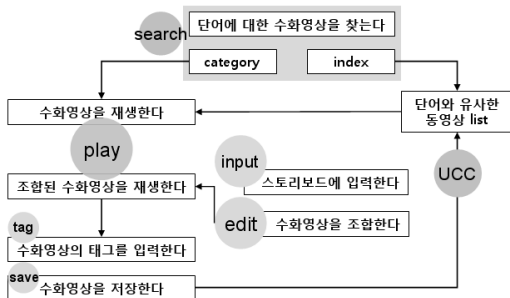 search
단어에 대한 수화영상을 찾는다
category
index
수화영상을 재생한다
단어와 유사한
동영상 list
play
input
UCC
조합된 수화영상을 재생한다
스토리보드에 입력한다
edit
수화영상을 조합한다
tag
수화영상의 태그를 입력한다
save
수화영상을 저장한다